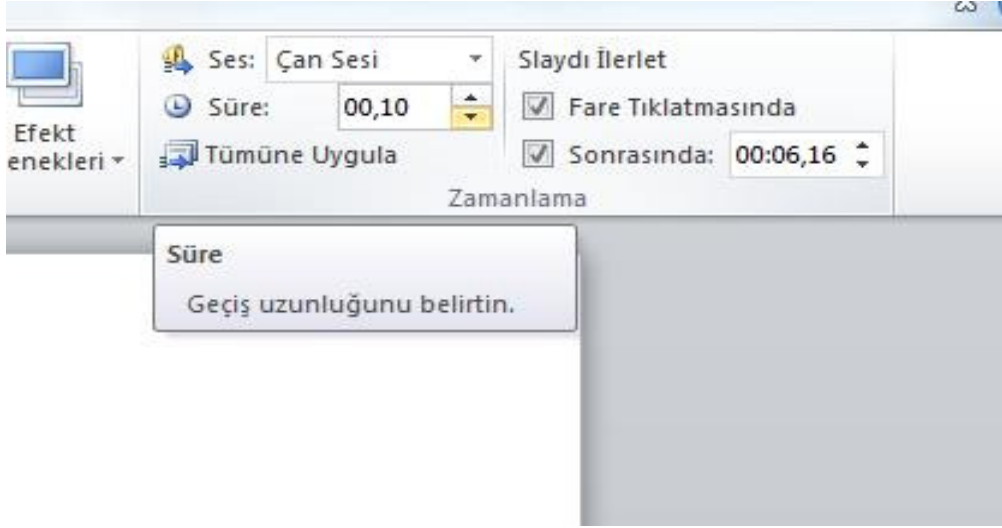 Ses: Çan Sesi
Süre: 00,10
Tümüne Uygula
Efekt
enekleri
Slaydı İlerlet
Fare Tıklatmasında
Sonrasında: 00:06,16
Zamanlama
Süre
Geçiş uzunluğunu belirtin.